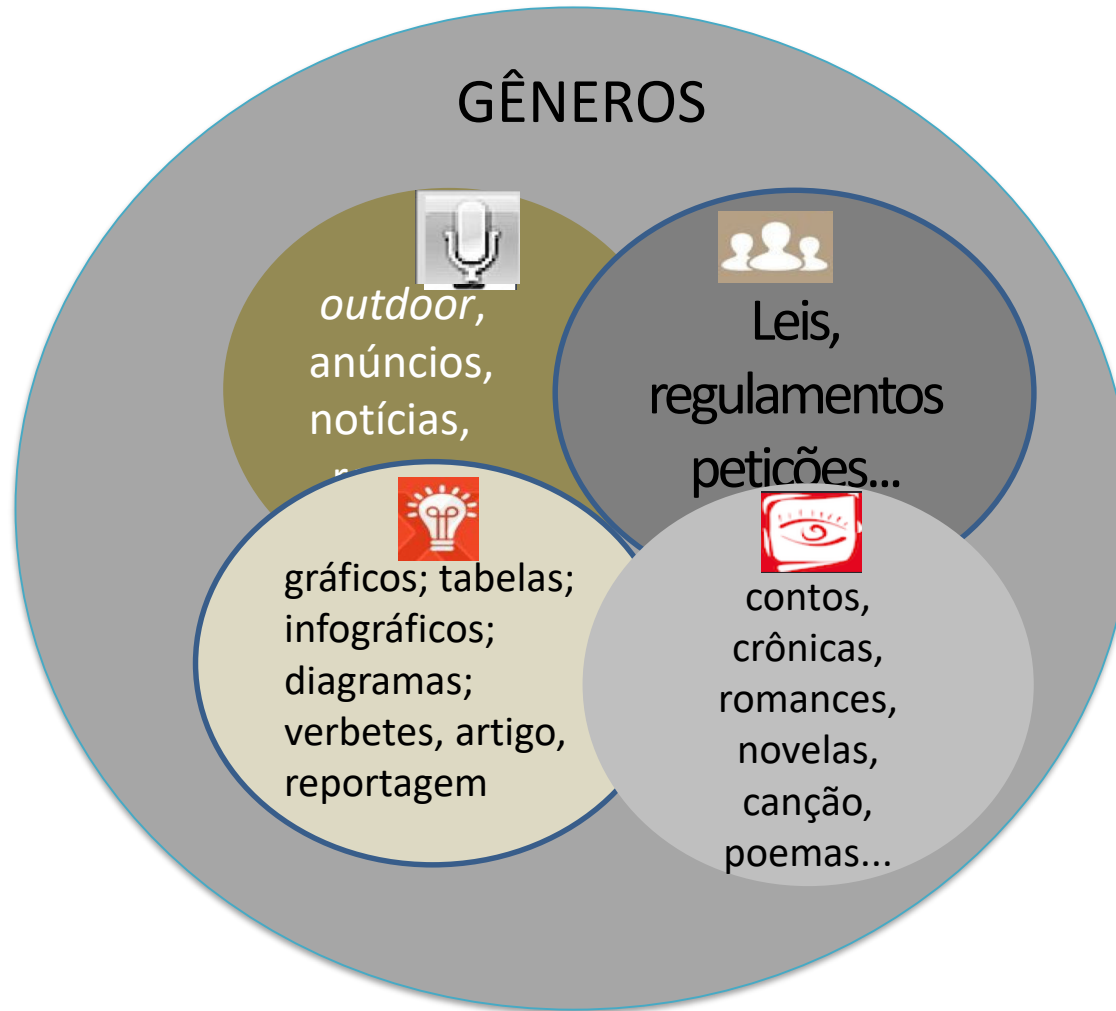 GÊNEROS
outdoor,
anúncios,
notícias,
Leis,
regulamentos
petições...
gráficos; tabelas;
infográficos;
diagramas;
verbetes, artigo,
reportagem
contos,
crônicas,
romances,
novelas,
canção,
poemas...